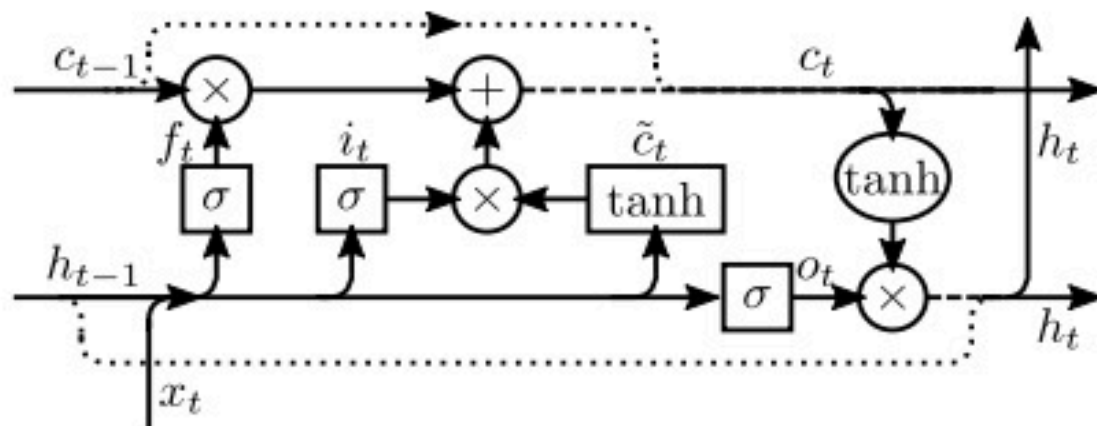 c_{t-1} × + c_t
f_t i_t c̃_t h_t
σ σ × tanh tanh
h_{t-1} σ o_t × h_t
x_t